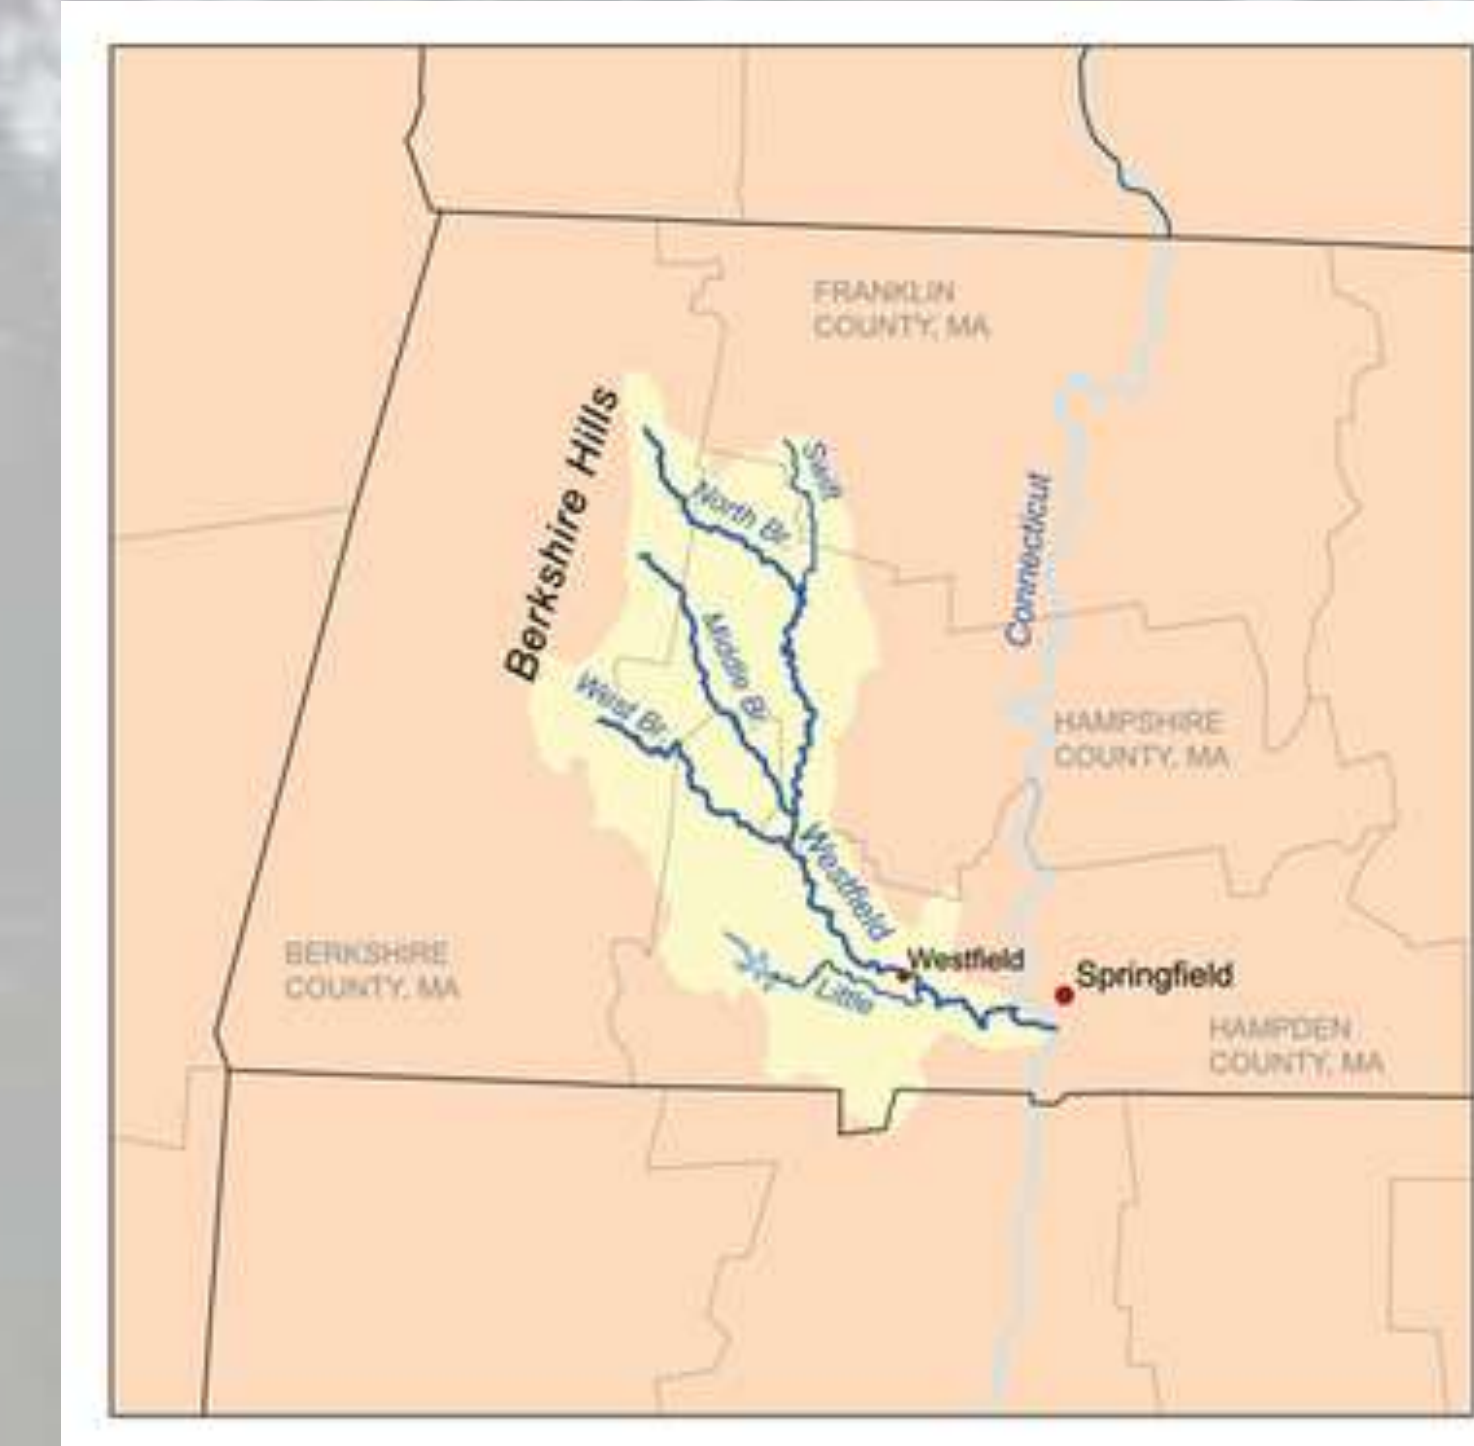 FRANKLIN
COUNTY, MA
Berkshire Hills
Swift
North Br.
Connecticut
Middle Br.
West Br.
HAMPSHIRE
COUNTY, MA
Westfield
BERKSHIRE
COUNTY, MA
Westfield
Springfield
Little
HAMPDEN
COUNTY, MA